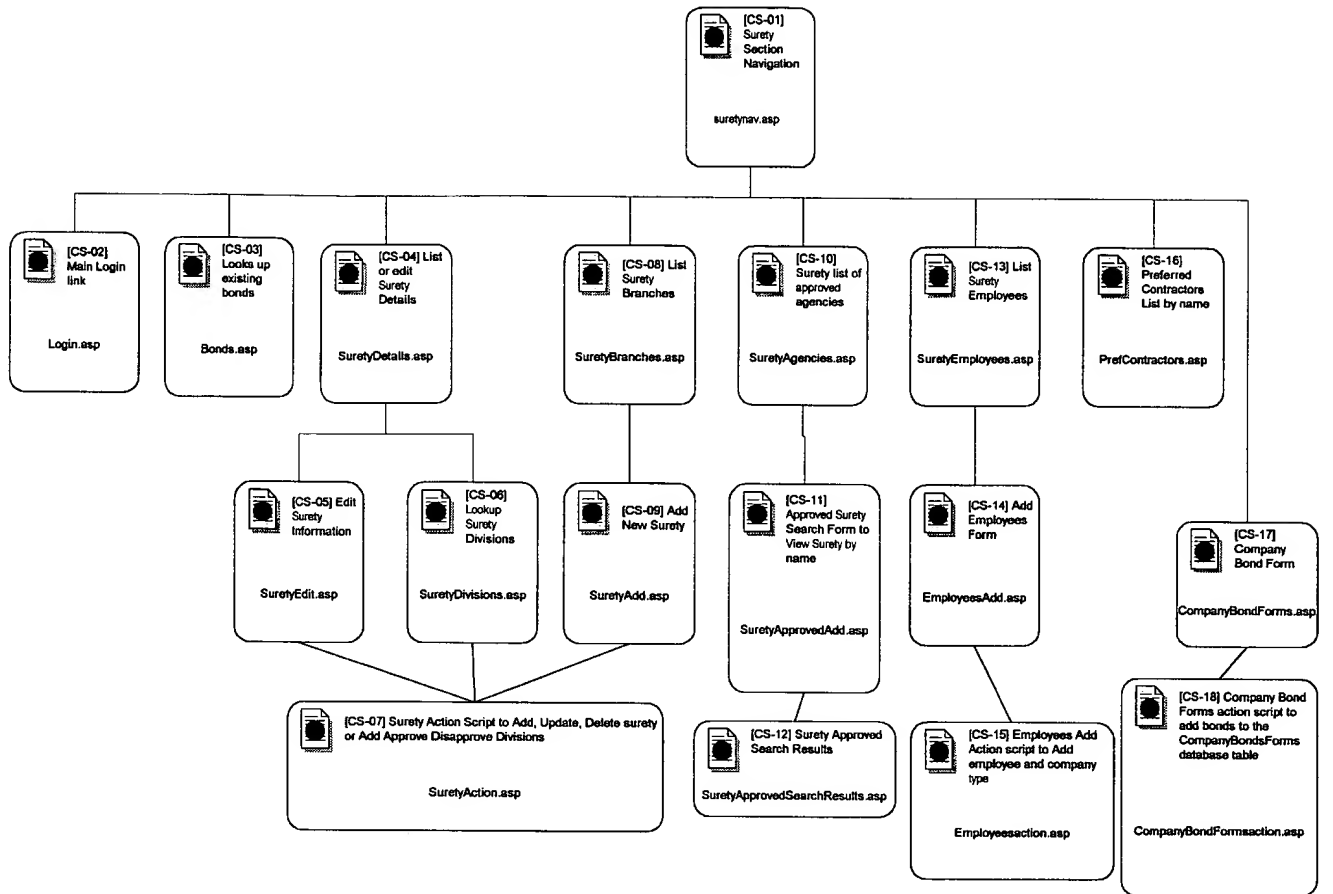 [CS-01]
Surety
Section
Navigation
suretynav.asp
[CS-02]
Main Login
link
Login.asp
[CS-03]
Looks up
existing
bonds
Bonds.asp
[CS-04] List
or edit
Surety
Details
SuretyDetails.asp
[CS-08] List
Surety
Branches
SuretyBranches.asp
[CS-10]
Surety list of
approved
agencies
SuretyAgencies.asp
[CS-13] List
Surety
Employees
SuretyEmployees.asp
[CS-16]
Preferred
Contractors
List by name
PrefContractors.asp
[CS-05] Edit
Surety
Information
SuretyEdit.asp
[CS-06]
Lookup
Surety
Divisions
SuretyDivisions.asp
[CS-09] Add
New Surety
SuretyAdd.asp
[CS-11]
Approved Surety
Search Form to
View Surety by
name
SuretyApprovedAdd.asp
[CS-14] Add
Employees
Form
EmployeesAdd.asp
[CS-17]
Company
Bond Form
CompanyBondForms.asp
[CS-07] Surety Action Script to Add, Update, Delete surety
or Add Approve Disapprove Divisions
SuretyAction.asp
[CS-12] Surety Approved
Search Results
SuretyApprovedSearchResults.asp
[CS-15] Employees Add
Action script to Add
employee and company
type
Employeesaction.asp
[CS-18] Company Bond
Forms action script to
add bonds to the
CompanyBondsForms
database table
CompanyBondFormsaction.asp